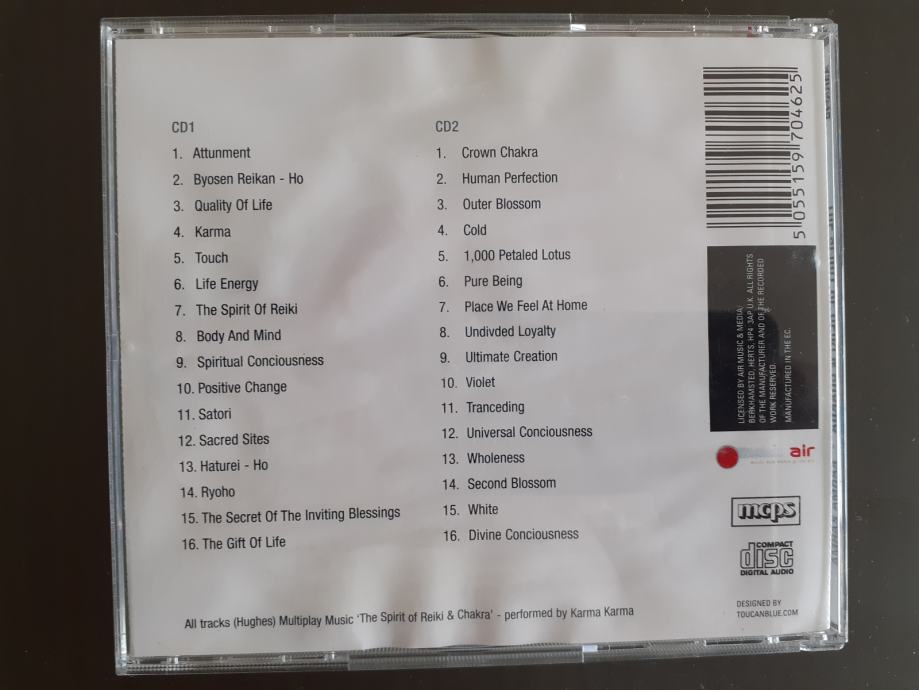 CD1
1. Attunment
2. Byosen Reikan - Ho
3. Quality Of Life
4. Karma
5. Touch
6. Life Energy
7. The Spirit Of Reiki
8. Body And Mind
9. Spiritual Conciousness
10. Positive Change
11. Satori
12. Sacred Sites
13. Haturei - Ho
14. Ryoho
15. The Secret Of The Inviting Blessings
16. The Gift Of Life
CD2
1. Crown Chakra
2. Human Perfection
3. Outer Blossom
4. Cold
5. 1,000 Petaled Lotus
6. Pure Being
7. Place We Feel At Home
8. Undivded Loyalty
9. Ultimate Creation
10. Violet
11. Tranceding
12. Universal Conciousness
13. Wholeness
14. Second Blossom
15. White
16. Divine Conciousness
All tracks (Hughes) Multiplay Music 'The Spirit of Reiki & Chakra' - performed by Karma Karma
5 055159 704625
LICENSED BY AIR MUSIC & MEDIA
BERKHAMSTED, HERTS, HP4 3AP U.K. ALL RIGHTS
OF THE MANUFACTURER AND OF THE RECORDED
WORK RESERVED.
MANUFACTURED IN THE EC.
air
mcps
COMPACT
disc
DIGITAL AUDIO
DESIGNED BY
TOUCANBLUE.COM